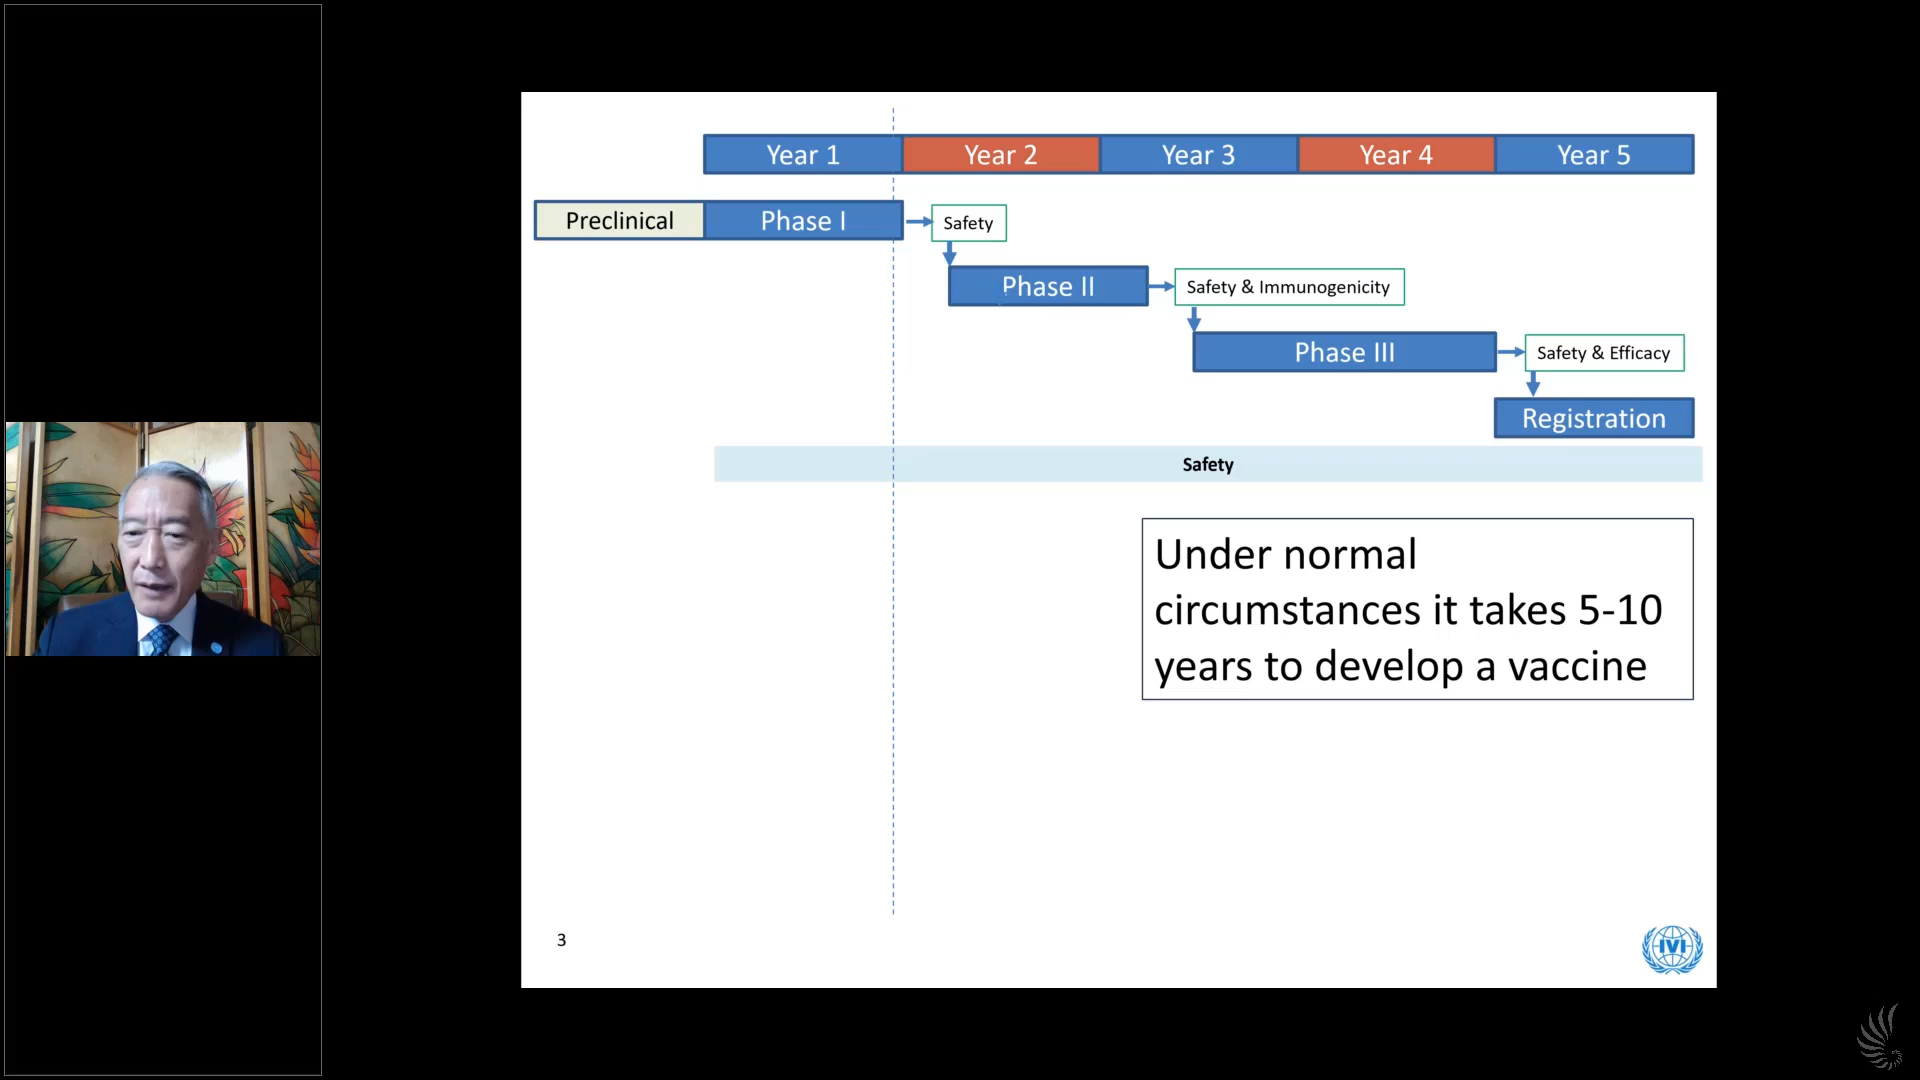 Year 1 Year 2 Year 3 Year 4 Year 5
Preclinical Phase I Safety
Phase II Safety & Immunogenicity
Phase III Safety & Efficacy
Registration
Safety
Under normal
circumstances it takes 5-10
years to develop a vaccine
3
IVI